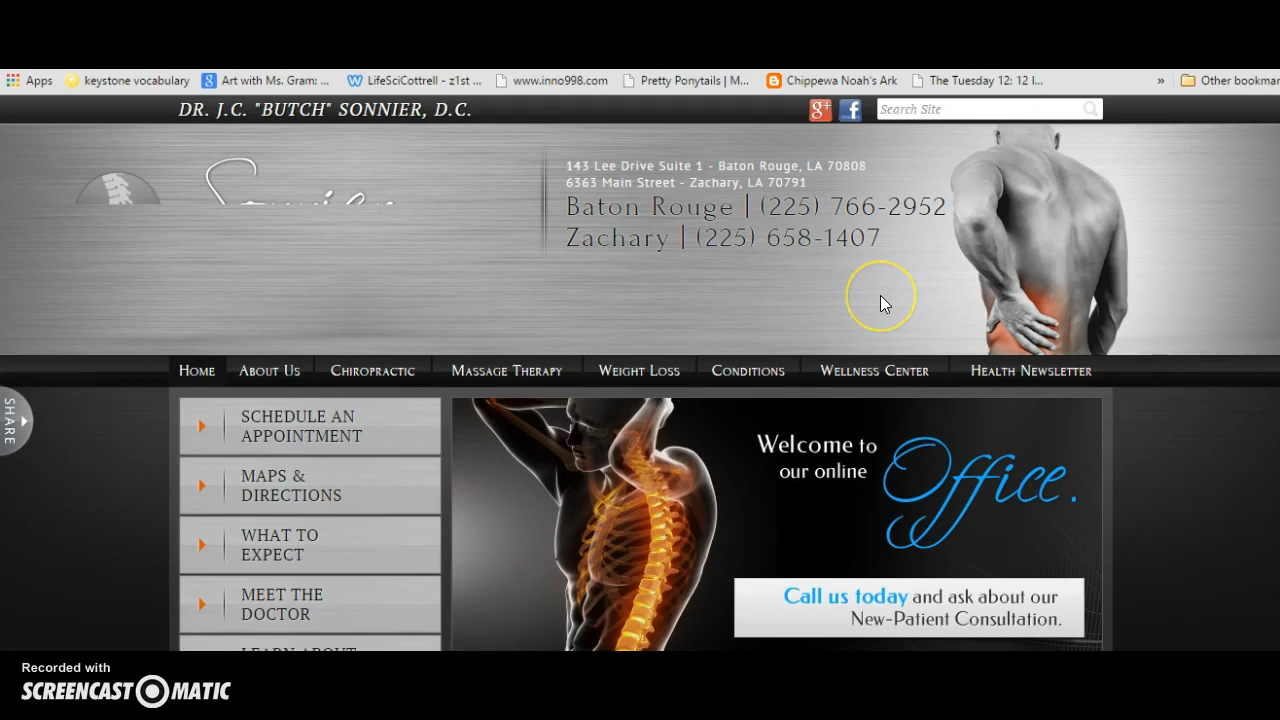 Apps keystone vocabulary Art with Ms. Gram: ... LifeSciCottrell - z1st ... www.inno998.com Pretty Ponytails | M... Chippewa Noah's Ark The Tuesday 12: 12 l... » Other bookmar
DR. J.C. "BUTCH" SONNIER, D.C.
g+ f Search Site
143 Lee Drive Suite 1 - Baton Rouge, LA 70808
6363 Main Street - Zachary, LA 70791
Baton Rouge | (225) 766-2952
Zachary | (225) 658-1407
Home About Us Chiropractic Massage Therapy Weight Loss Conditions Wellness Center Health Newsletter
SHARE
SCHEDULE AN
APPOINTMENT
MAPS &
DIRECTIONS
WHAT TO
EXPECT
MEET THE
DOCTOR
LEARN ABOUT
Welcome to
our online
Office.
Call us today and ask about our
New-Patient Consultation.
Recorded with
SCREENCAST MATIC